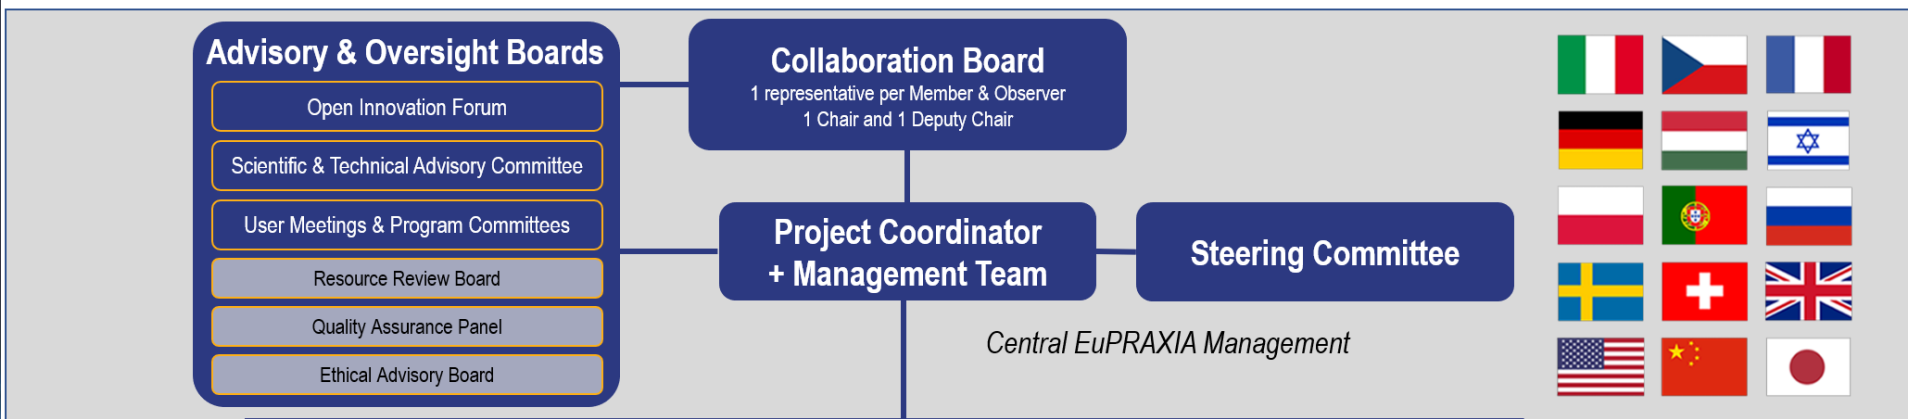 Advisory & Oversight Boards
Open Innovation Forum
Scientific & Technical Advisory Committee
User Meetings & Program Committees
Resource Review Board
Quality Assurance Panel
Ethical Advisory Board
Collaboration Board
1 representative per Member & Observer
1 Chair and 1 Deputy Chair
Project Coordinator
+ Management Team
Steering Committee
Central EuPRAXIA Management